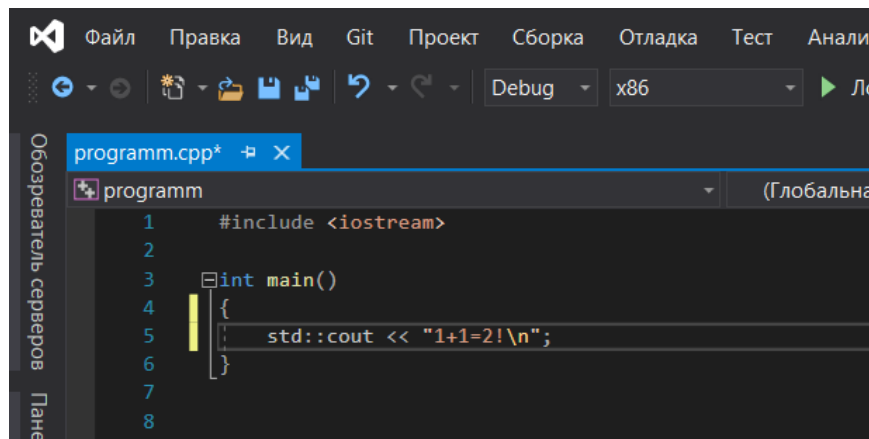 Файл Правка Вид Git Проект Сборка Отладка Тест
Debug x86
Обозреватель серверов
programm.cpp*
programm
1 #include <iostream>
2
3 int main()
4 {
5 std::cout << "1+1=2!\n";
6 }
7
8